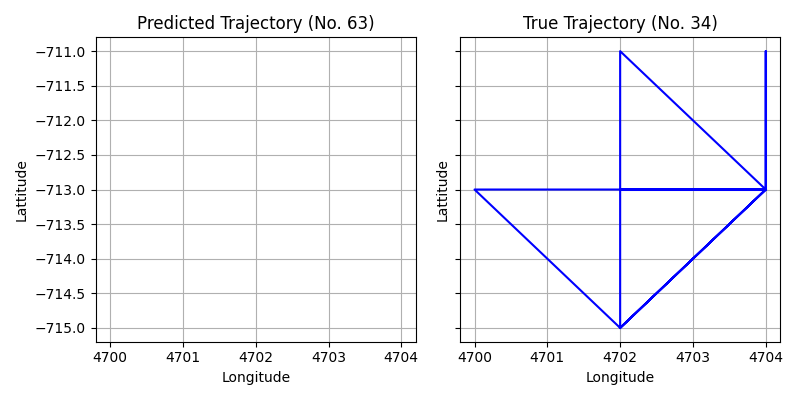 Predicted Trajectory (No. 63)
True Trajectory (No. 34)
−711.0
−711.5
−712.0
−712.5
−713.0
−713.5
−714.0
−714.5
−715.0
Lattitude
Lattitude
4700 4701 4702 4703 4704
4700 4701 4702 4703 4704
Longitude
Longitude